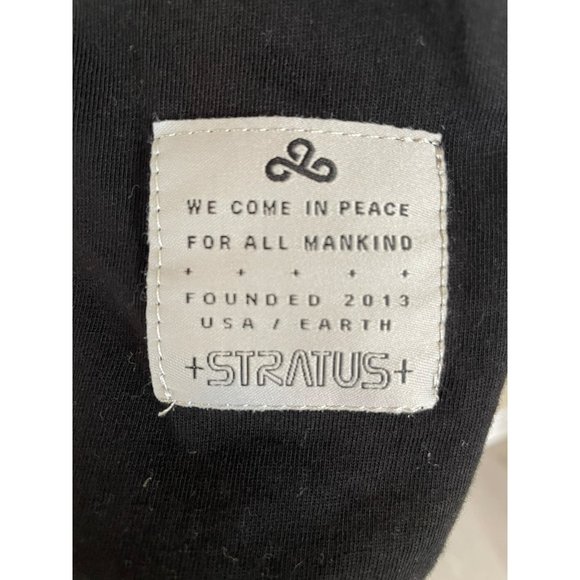 WE COME IN PEACE
FOR ALL MANKIND
+ + + + +
FOUNDED 2013
USA / EARTH
+STRATUS+